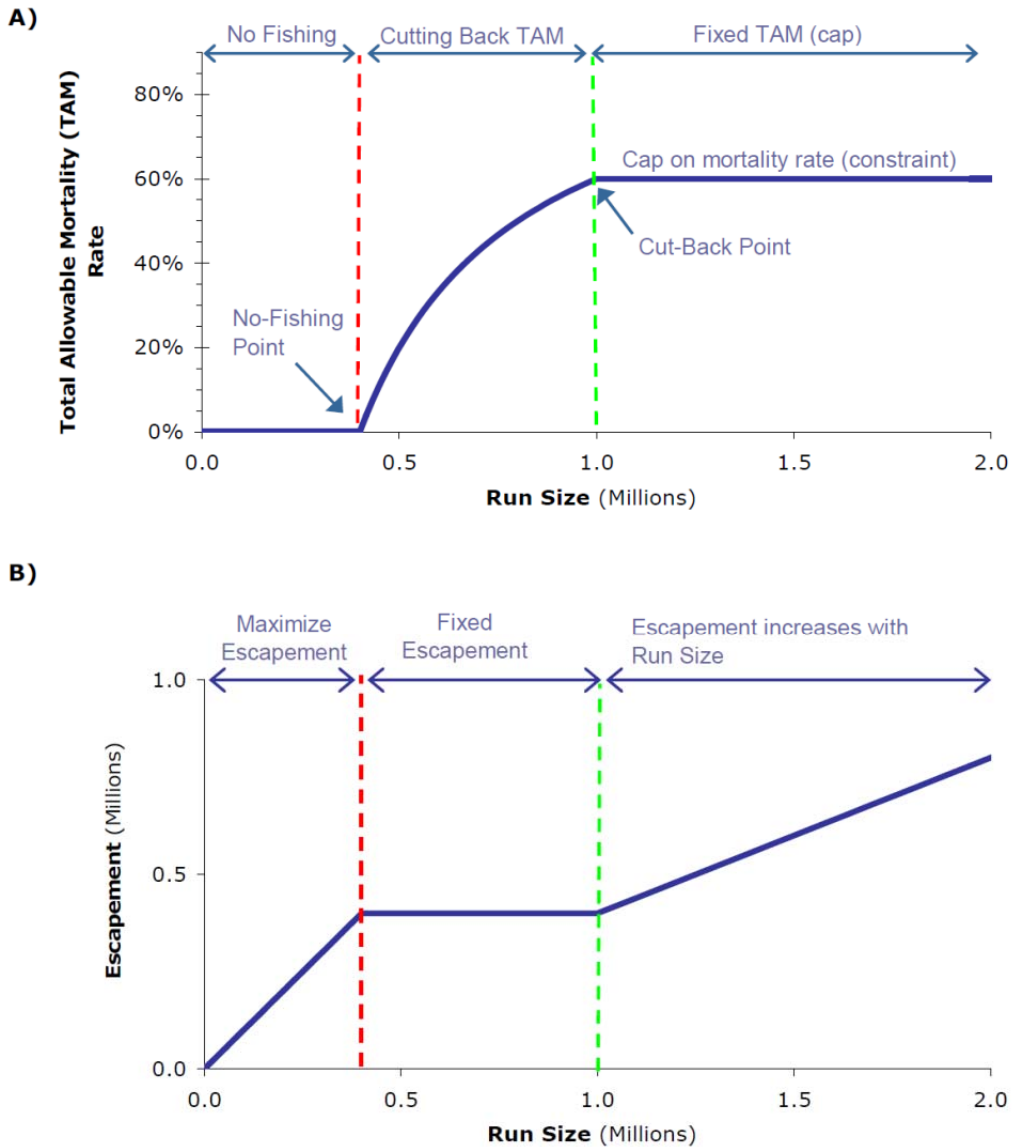 A)
No Fishing
Cutting Back TAM
Fixed TAM (cap)
Total Allowable Mortality (TAM)
Rate
80%
60%
40%
20%
0%
Cap on mortality rate (constraint)
Cut-Back Point
No-Fishing
Point
0.0
0.5
1.0
1.5
2.0
Run Size (Millions)
B)
Maximize
Escapement
Fixed
Escapement
Escapement increases with
Run Size
Escapement (Millions)
1.0
0.5
0.0
0.0
0.5
1.0
1.5
2.0
Run Size (Millions)